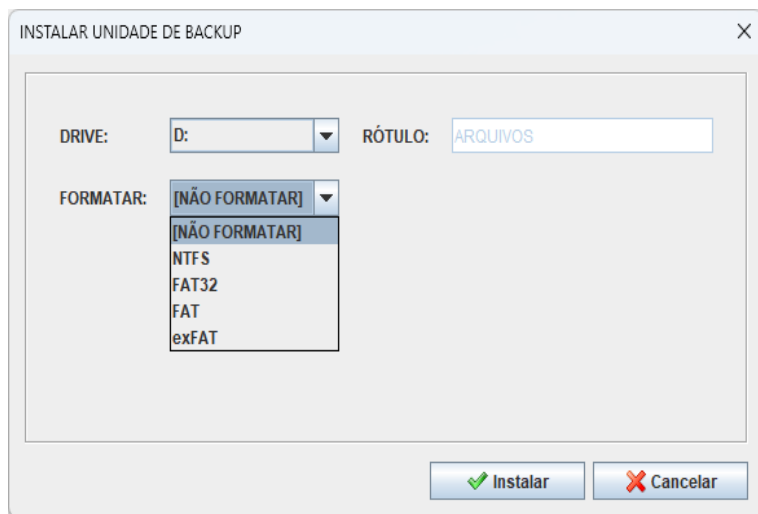 INSTALAR UNIDADE DE BACKUP
DRIVE: D: RÓTULO: ARQUIVOS
FORMATAR: [NÃO FORMATAR]
[NÃO FORMATAR]
NTFS
FAT32
FAT
exFAT
Instalar Cancelar